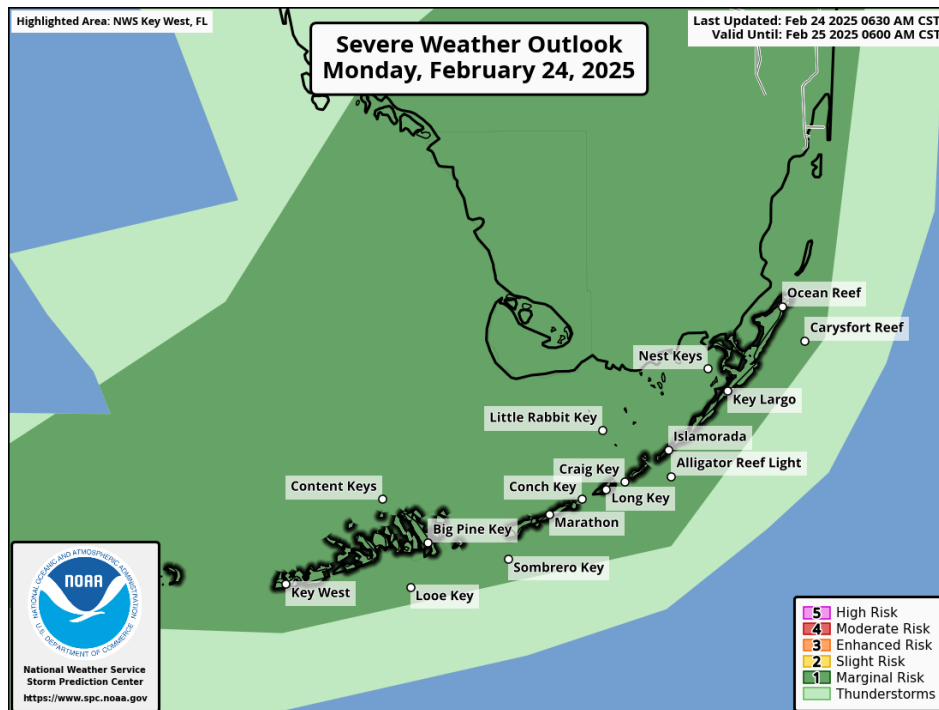 Highlighted Area: NWS Key West, FL
Last Updated: Feb 24 2025 0630 AM CST
Valid Until: Feb 25 2025 0600 AM CST
Severe Weather Outlook
Monday, February 24, 2025
Ocean Reef
Carysfort Reef
Nest Keys
Key Largo
Little Rabbit Key
Islamorada
Alligator Reef Light
Craig Key
Content Keys
Conch Key
Long Key
Marathon
Big Pine Key
Sombrero Key
Key West
Looe Key
NATIONAL OCEANIC AND ATMOSPHERIC ADMINISTRATION
NOAA
U.S. DEPARTMENT OF COMMERCE
National Weather Service
Storm Prediction Center
https://www.spc.noaa.gov
5 High Risk
4 Moderate Risk
3 Enhanced Risk
2 Slight Risk
1 Marginal Risk
Thunderstorms